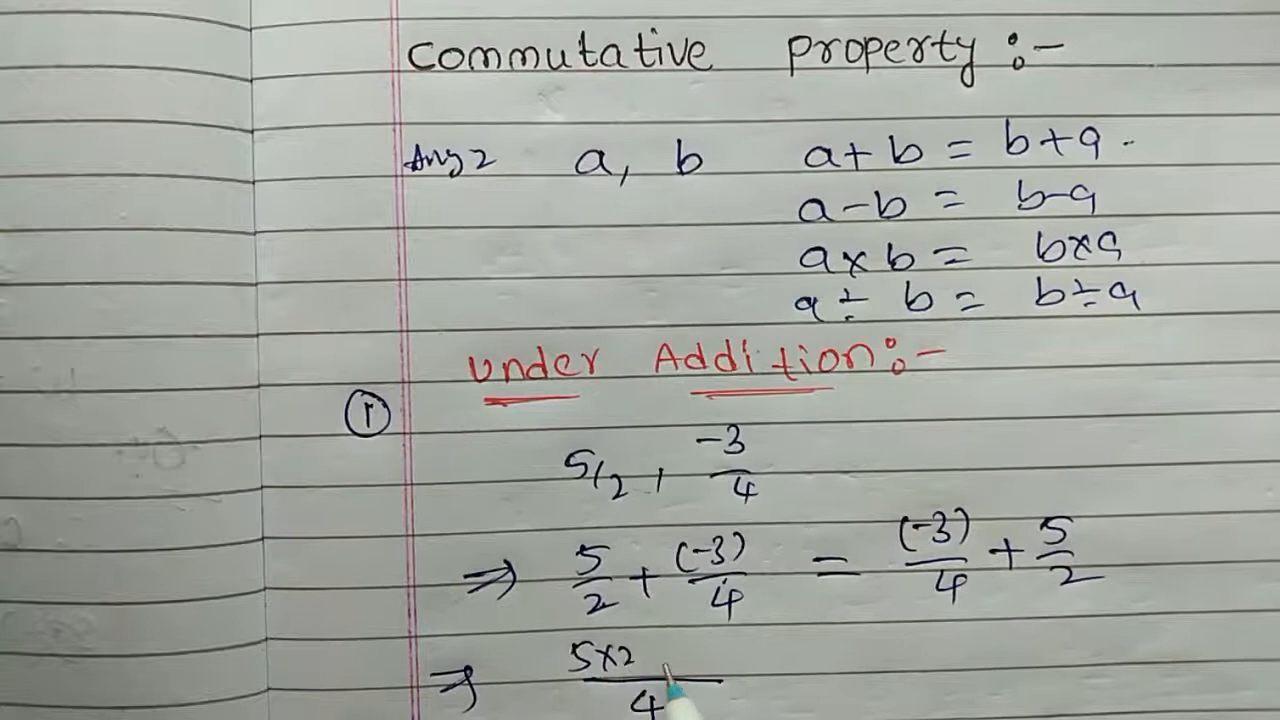 Commutative property :-
Ans 2 a, b a + b = b + a.
a - b = b - a
a × b = b × a
a ÷ b = b ÷ a
Under Addition :-
1
5/2, -3/4
⇒ 5/2 + (-3)/4 = (-3)/4 + 5/2
⇒ 5×2/4